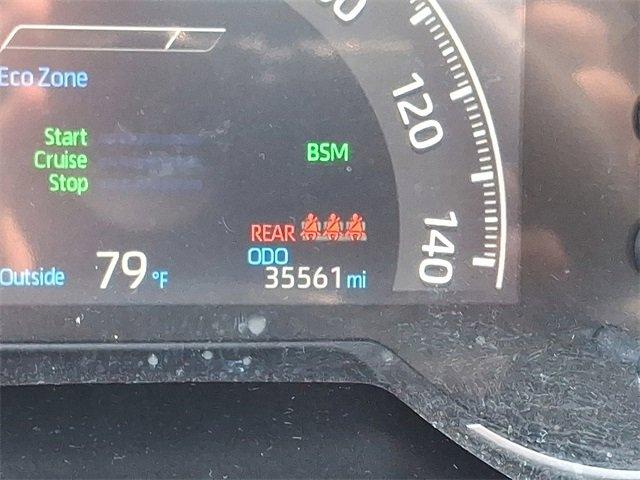 Eco Zone
120
Start
Cruise
Stop
BSM
140
REAR
ODO
35561 mi
Outside 79 °F